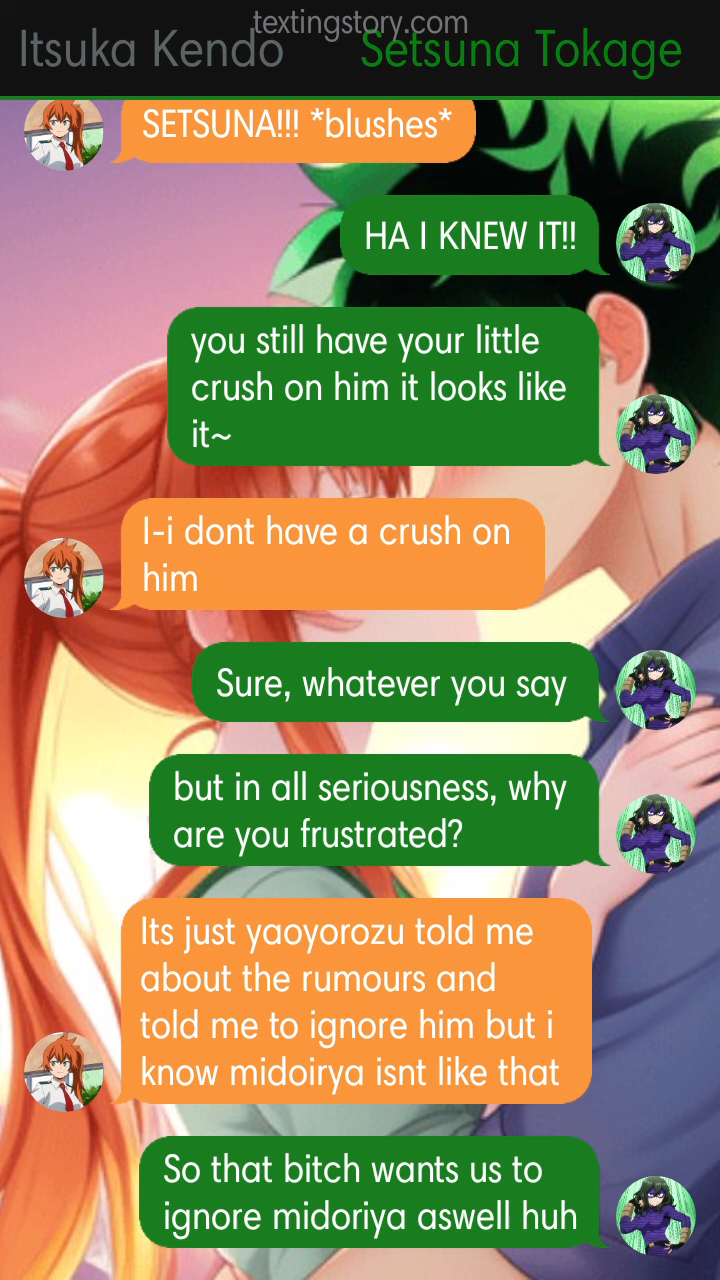 textingstory.com
Itsuka Kendo
Setsuna Tokage
SETSUNA!!! *blushes*
HA I KNEW IT!!
you still have your little
crush on him it looks like
it~
I-i dont have a crush on
him
Sure, whatever you say
but in all seriousness, why
are you frustrated?
Its just yaoyorozu told me
about the rumours and
told me to ignore him but i
know midoirya isnt like that
So that bitch wants us to
ignore midoriya aswell huh